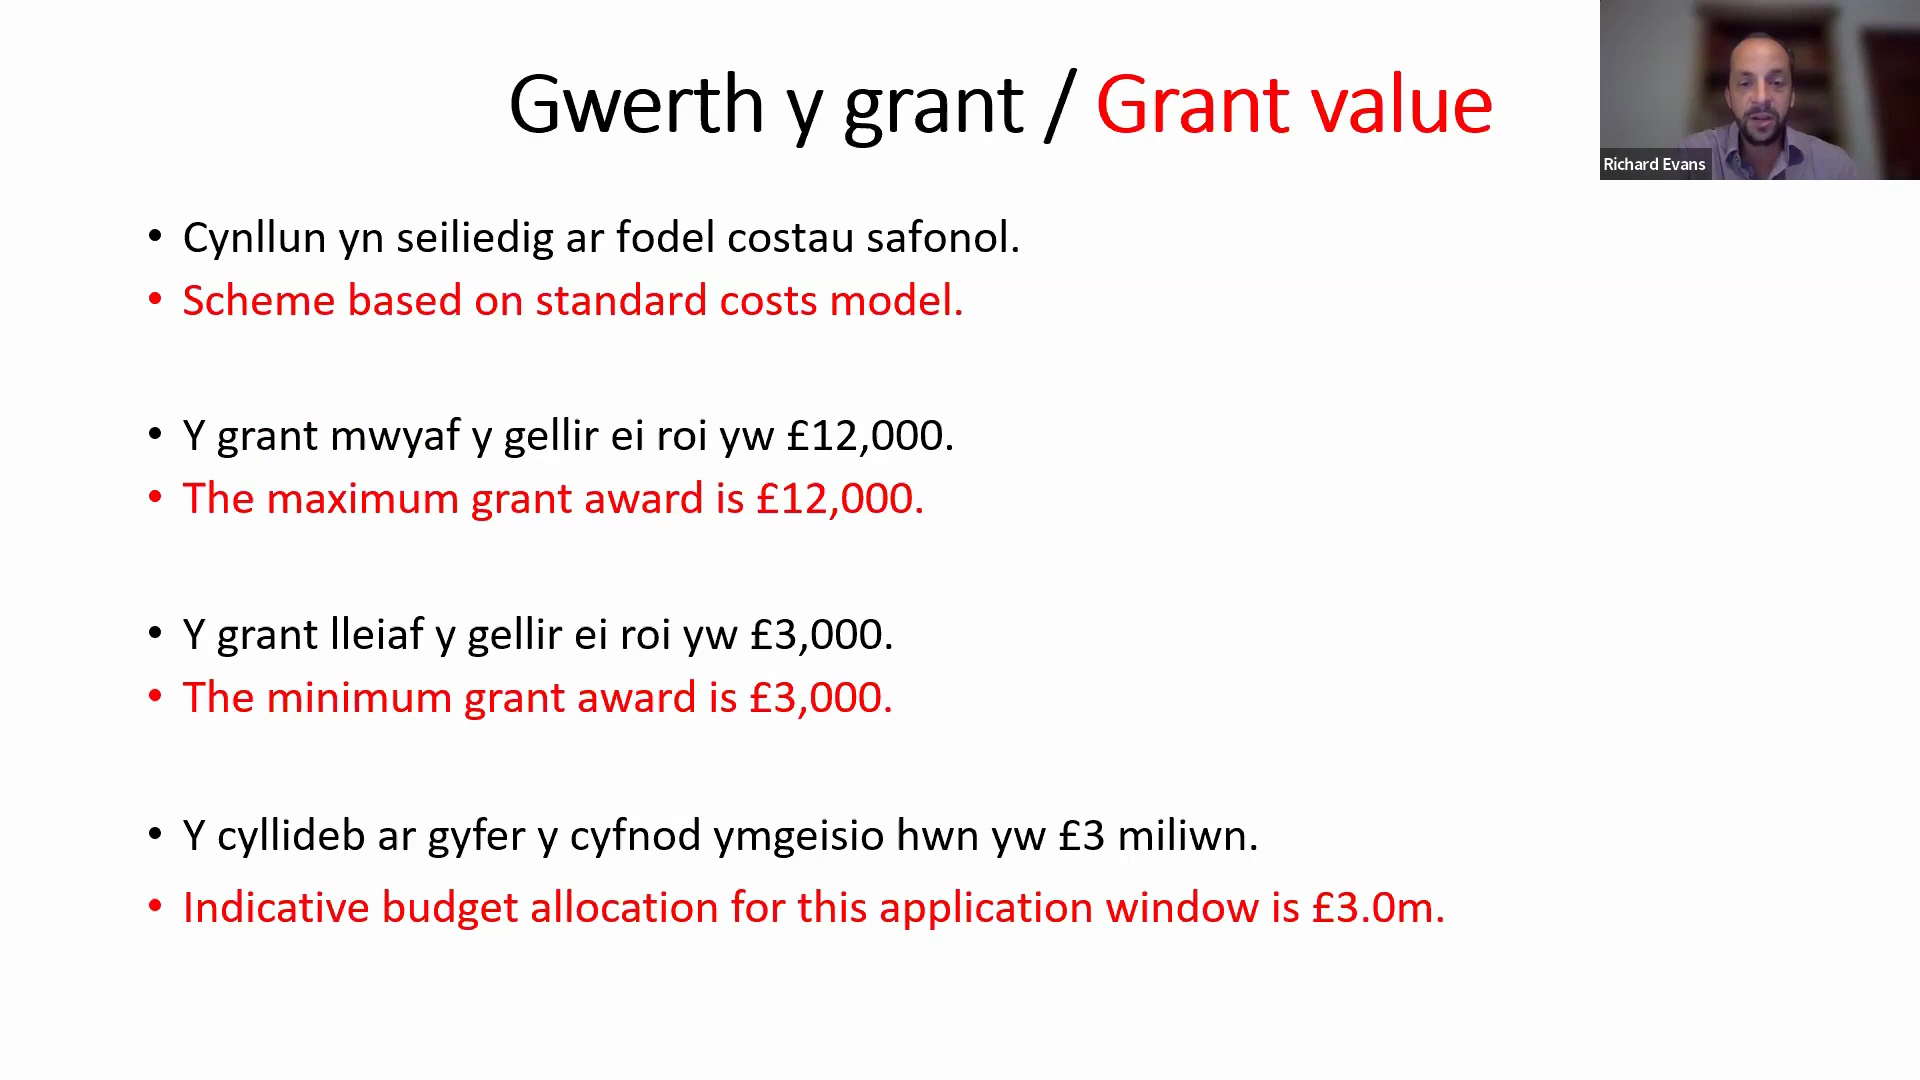 Gwerth y grant / Grant value
Richard Evans
• Cynllun yn seiliedig ar fodel costau safonol.
• Scheme based on standard costs model.
• Y grant mwyaf y gellir ei roi yw £12,000.
• The maximum grant award is £12,000.
• Y grant lleiaf y gellir ei roi yw £3,000.
• The minimum grant award is £3,000.
• Y cyllideb ar gyfer y cyfnod ymgeisio hwn yw £3 miliwn.
• Indicative budget allocation for this application window is £3.0m.